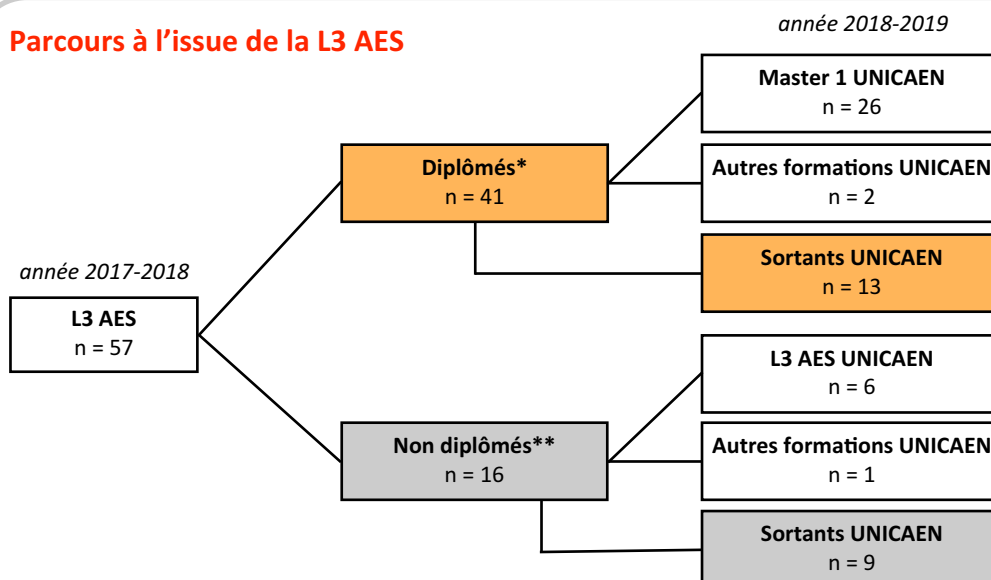 Parcours à l'issue de la L3 AES
année 2018-2019
Master 1 UNICAEN
n = 26
Diplômés*
n = 41
Autres formations UNICAEN
n = 2
Sortants UNICAEN
n = 13
année 2017-2018
L3 AES
n = 57
L3 AES UNICAEN
n = 6
Non diplômés**
n = 16
Autres formations UNICAEN
n = 1
Sortants UNICAEN
n = 9